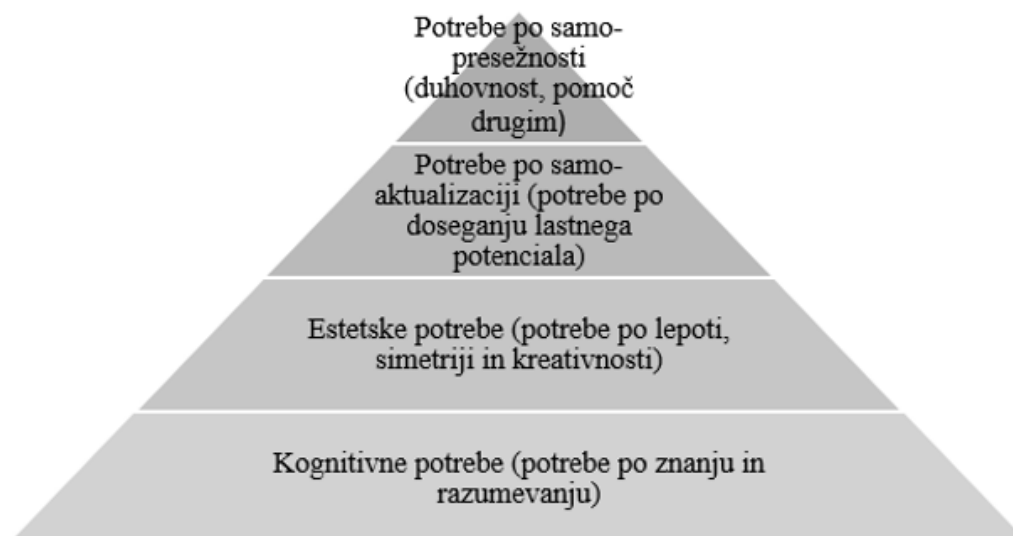 Potrebe po samo-
presežnosti
(duhovnost, pomoč
drugim)
Potrebe po samo-
aktualizaciji (potrebe po
doseganju lastnega
potenciala)
Estetske potrebe (potrebe po lepoti,
simetriji in kreativnosti)
Kognitivne potrebe (potrebe po znanju in
razumevanju)